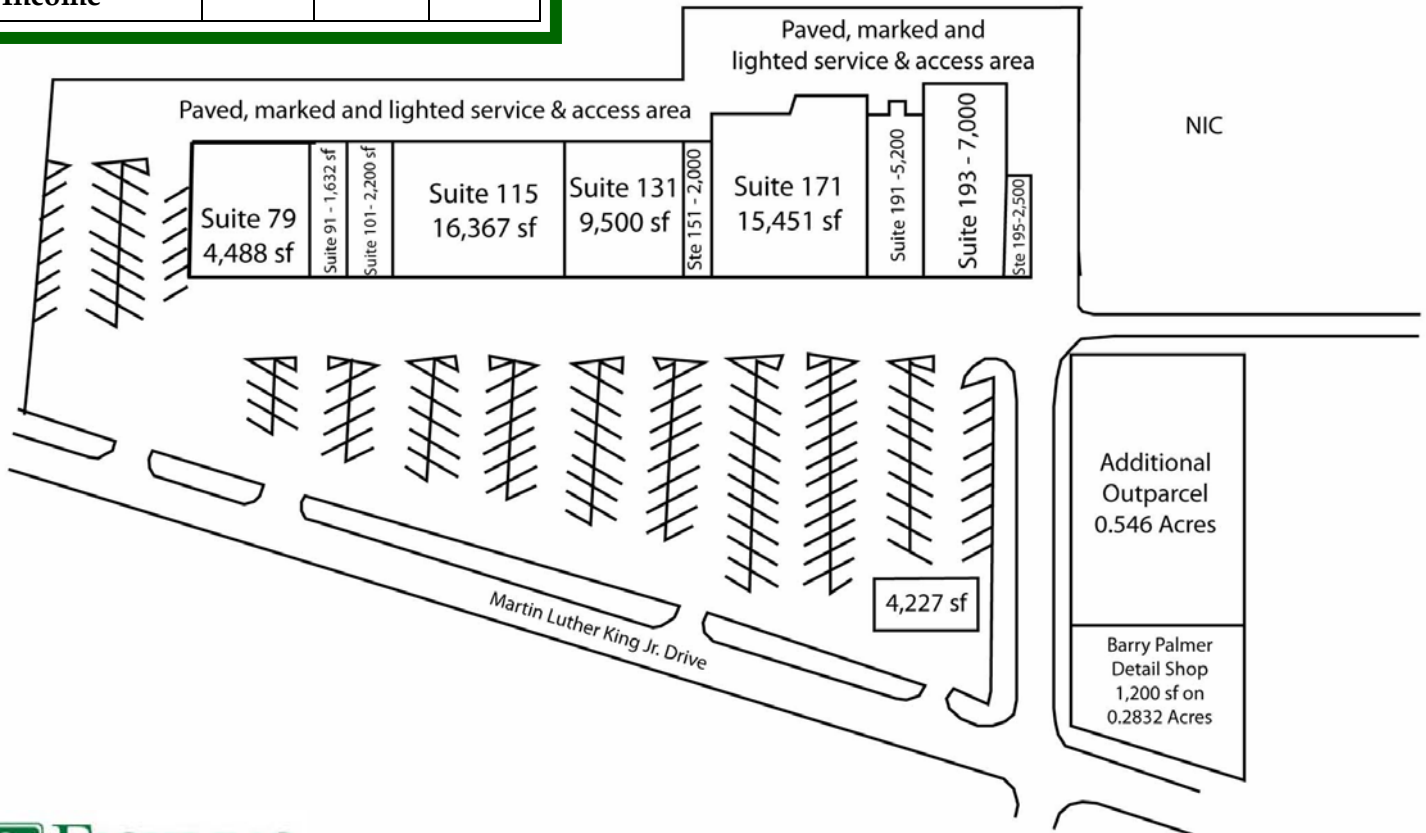 Income
Paved, marked and
lighted service & access area
Paved, marked and lighted service & access area
NIC
Suite 79
4,488 sf
Suite 91 - 1,632 sf
Suite 101- 2,200 sf
Suite 115
16,367 sf
Suite 131
9,500 sf
Ste 151 - 2,000
Suite 171
15,451 sf
Suite 191 -5,200
Suite 193 - 7,000
Ste 195-2,500
Additional
Outparcel
0.546 Acres
4,227 sf
Martin Luther King Jr. Drive
Barry Palmer
Detail Shop
1,200 sf on
0.2832 Acres